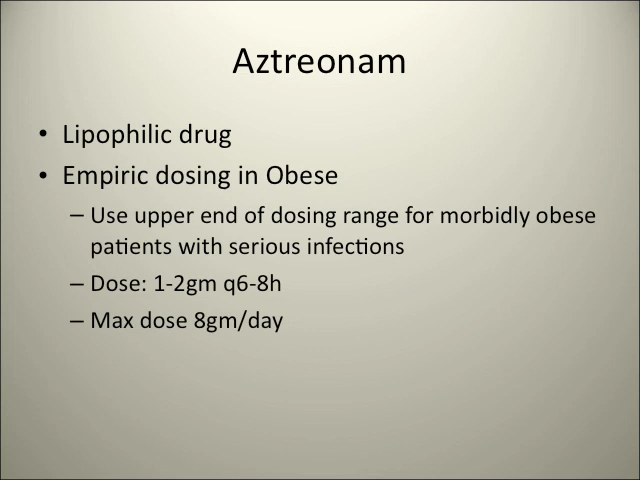 Aztreonam
• Lipophilic drug
• Empiric dosing in Obese
– Use upper end of dosing range for morbidly obese
patients with serious infections
– Dose: 1-2gm q6-8h
– Max dose 8gm/day